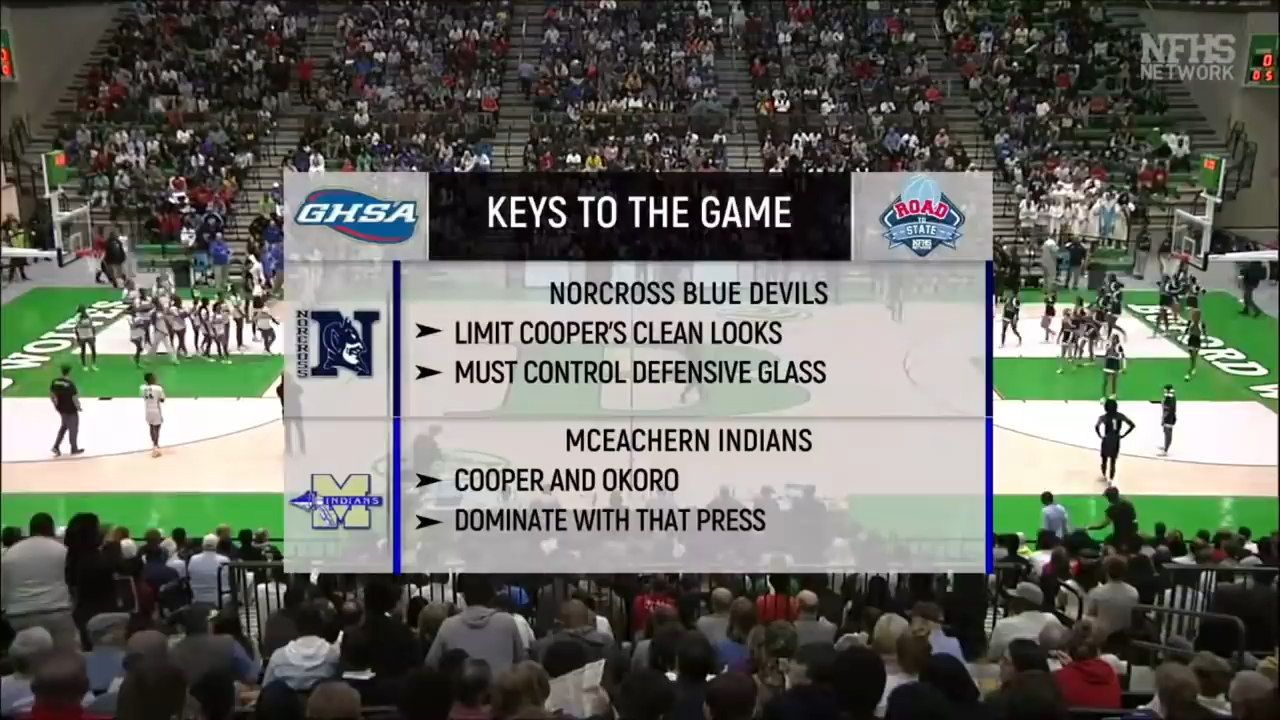 NFHS
NETWORK
GHSA
KEYS TO THE GAME
ROAD
TO
STATE
NFHS
NORCROSS
N
NORCROSS BLUE DEVILS
LIMIT COOPER'S CLEAN LOOKS
MUST CONTROL DEFENSIVE GLASS
INDIANS
M
MCEACHERN INDIANS
COOPER AND OKORO
DOMINATE WITH THAT PRESS